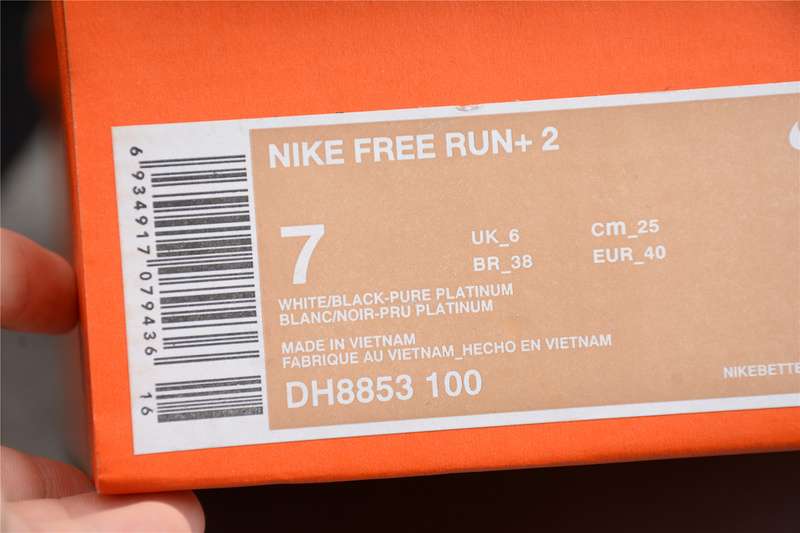 NIKE FREE RUN+ 2
7
UK_6
cm_25
BR_38
EUR_40
WHITE/BLACK-PURE PLATINUM
BLANC/NOIR-PRU PLATINUM
MADE IN VIETNAM
FABRIQUE AU VIETNAM_HECHO EN VIETNAM
DH8853 100
NIKEBETTE
6 934917 079436
16